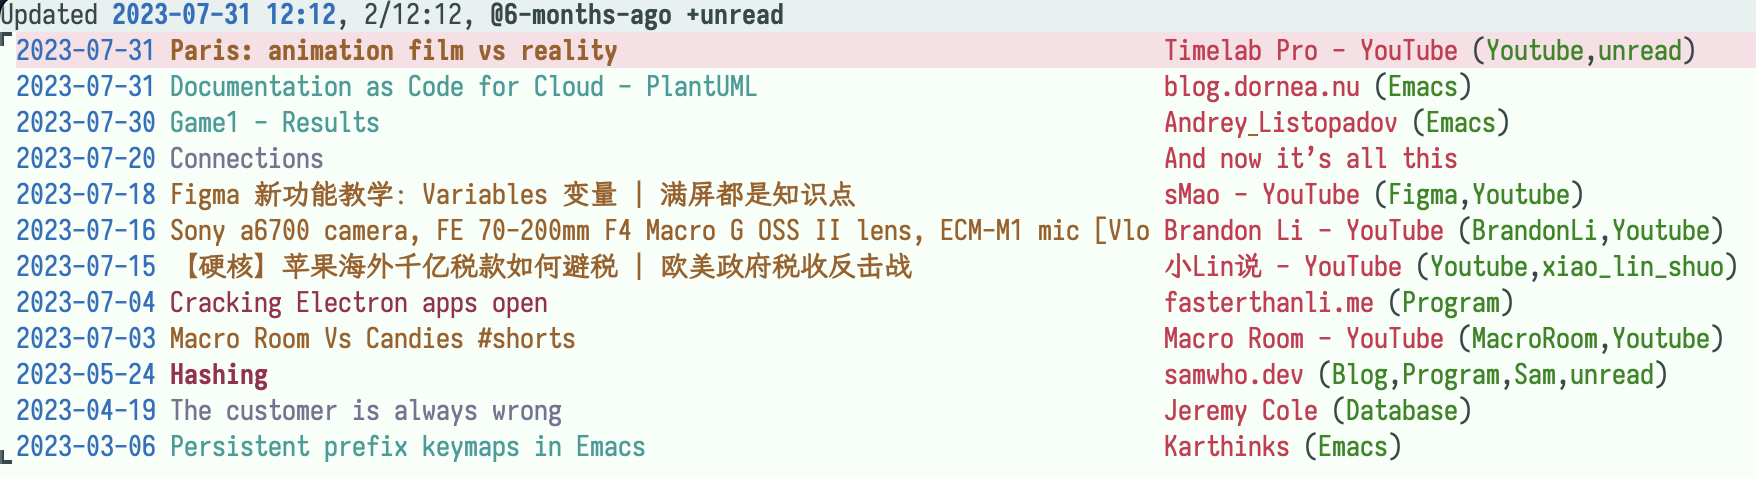 Updated 2023-07-31 12:12, 2/12:12, @6-months-ago +unread
2023-07-31 Paris: animation film vs reality Timelab Pro - YouTube (Youtube,unread)
2023-07-31 Documentation as Code for Cloud - PlantUML blog.dornea.nu (Emacs)
2023-07-30 Game1 - Results Andrey_Listopadov (Emacs)
2023-07-20 Connections And now it’s all this
2023-07-18 Figma 新功能教学: Variables 变量 | 满屏都是知识点 sMao - YouTube (Figma,Youtube)
2023-07-16 Sony a6700 camera, FE 70-200mm F4 Macro G OSS II lens, ECM-M1 mic [Vlo Brandon Li - YouTube (BrandonLi,Youtube)
2023-07-15 【硬核】苹果海外千亿税款如何避税 | 欧美政府税收反击战 小Lin说 - YouTube (Youtube,xiao_lin_shuo)
2023-07-04 Cracking Electron apps open fasterthanli.me (Program)
2023-07-03 Macro Room Vs Candies #shorts Macro Room - YouTube (MacroRoom,Youtube)
2023-05-24 Hashing samwho.dev (Blog,Program,Sam,unread)
2023-04-19 The customer is always wrong Jeremy Cole (Database)
2023-03-06 Persistent prefix keymaps in Emacs Karthinks (Emacs)